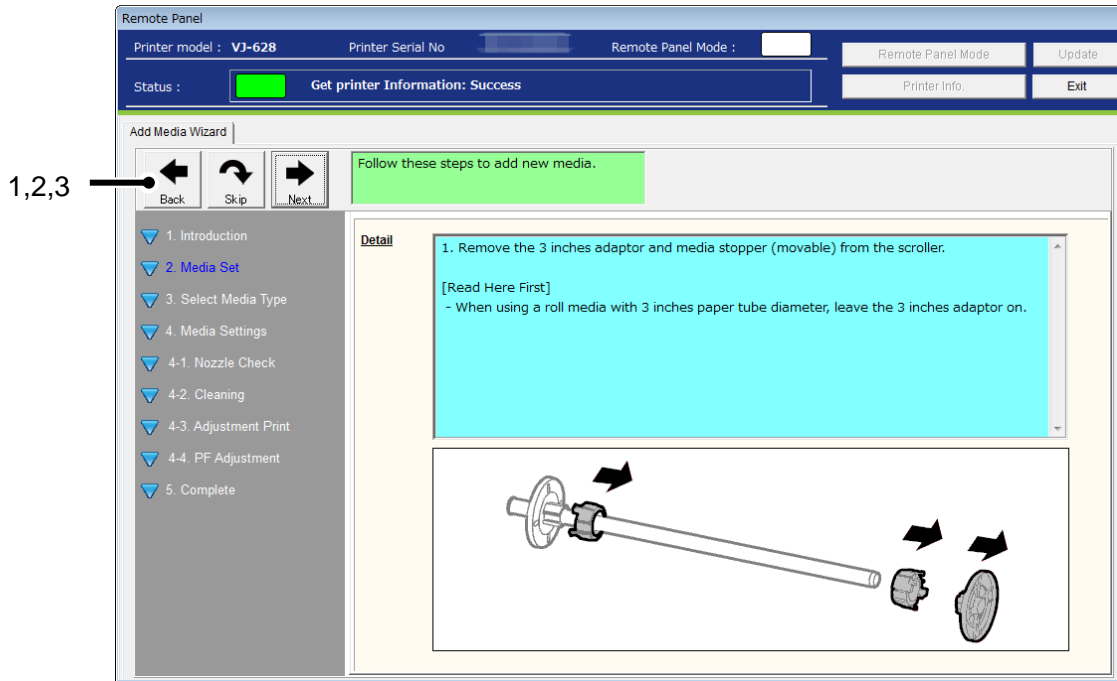 Remote Panel
Printer model : VJ-628 Printer Serial No Remote Panel Mode : Remote Panel Mode Update
Status : Get printer Information: Success Printer Info. Exit
Add Media Wizard
1,2,3
Back Skip Next
Follow these steps to add new media.
1. Introduction
2. Media Set
3. Select Media Type
4. Media Settings
4-1. Nozzle Check
4-2. Cleaning
4-3. Adjustment Print
4-4. PF Adjustment
5. Complete
Detail
1. Remove the 3 inches adaptor and media stopper (movable) from the scroller.
[Read Here First]
- When using a roll media with 3 inches paper tube diameter, leave the 3 inches adaptor on.